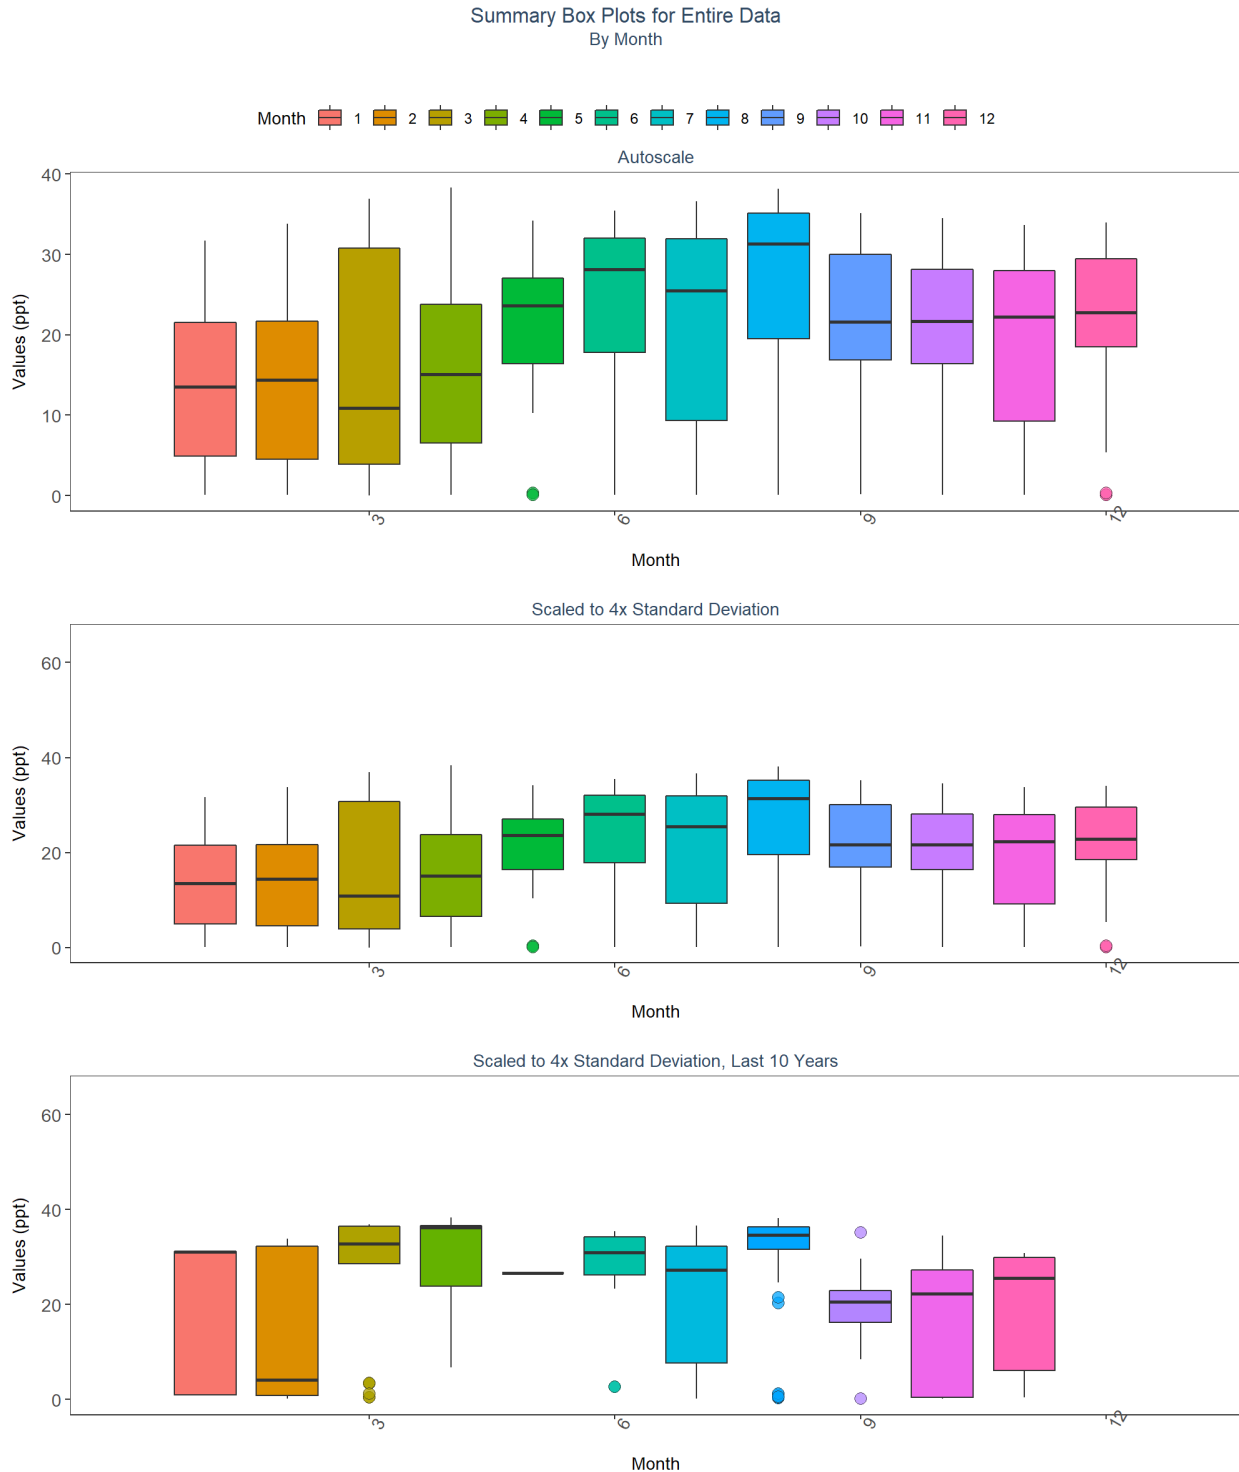 Summary Box Plots for Entire Data
By Month
Month 1 2 3 4 5 6 7 8 9 10 11 12
Autoscale
Values (ppt)
40
30
20
10
0
3 6 9 12
Month
Scaled to 4x Standard Deviation
Values (ppt)
60
40
20
0
3 6 9 12
Month
Scaled to 4x Standard Deviation, Last 10 Years
Values (ppt)
60
40
20
0
3 6 9 12
Month